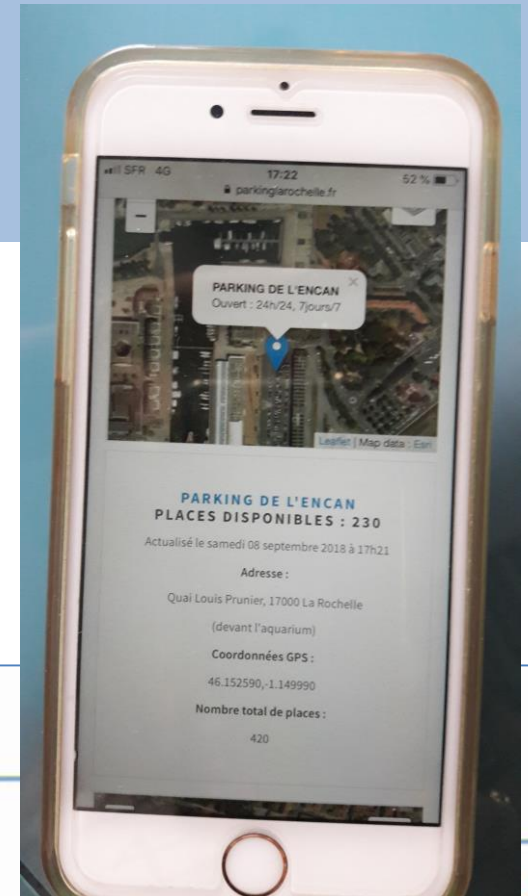 SFR 4G 17:22 52 %
parkinglarochelle.fr
−
PARKING DE L'ENCAN ×
Ouvert : 24h/24, 7jours/7
Leaflet | Map data : Esri
PARKING DE L'ENCAN
PLACES DISPONIBLES : 230
Actualisé le samedi 08 septembre 2018 à 17h21
Adresse :
Quai Louis Prunier, 17000 La Rochelle
(devant l'aquarium)
Coordonnées GPS :
46.152590,-1.149990
Nombre total de places :
420